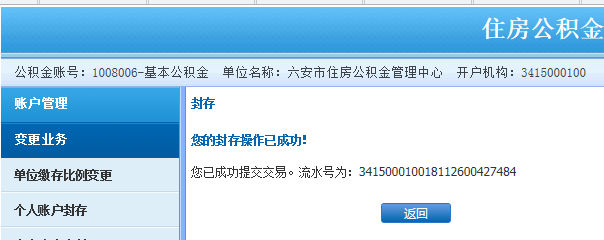 住房公积金
公积金账号：1008006-基本公积金 单位名称：六安市住房公积金管理中心 开户机构：3415000100
账户管理
变更业务
单位缴存比例变更
个人账户封存
封存
您的封存操作已成功!
您已成功提交交易。流水号为：341500010018112600427484
返回